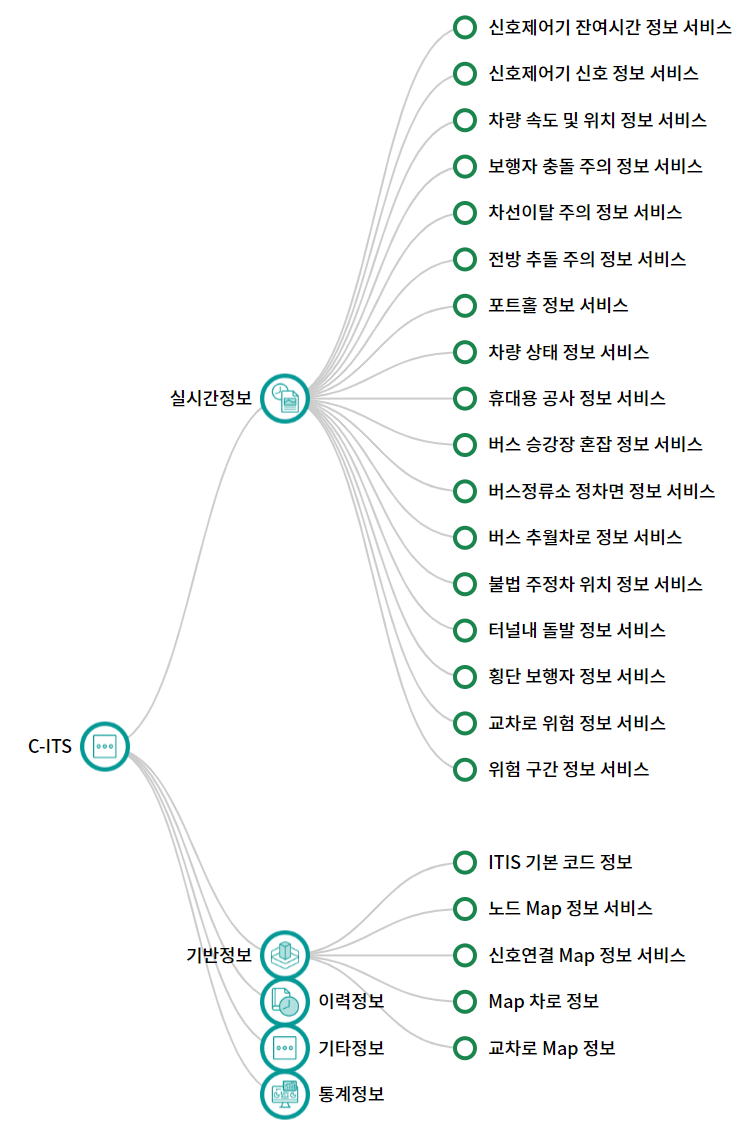 신호제어기 잔여시간 정보 서비스
신호제어기 신호 정보 서비스
차량 속도 및 위치 정보 서비스
보행자 충돌 주의 정보 서비스
차선이탈 주의 정보 서비스
전방 추돌 주의 정보 서비스
포트홀 정보 서비스
차량 상태 정보 서비스
실시간정보
휴대용 공사 정보 서비스
버스 승강장 혼잡 정보 서비스
버스정류소 정차면 정보 서비스
버스 추월차로 정보 서비스
불법 주정차 위치 정보 서비스
터널내 돌발 정보 서비스
횡단 보행자 정보 서비스
교차로 위험 정보 서비스
C-ITS
위험 구간 정보 서비스
ITIS 기본 코드 정보
노드 Map 정보 서비스
기반정보
신호연결 Map 정보 서비스
이력정보
Map 차로 정보
기타정보
교차로 Map 정보
통계정보